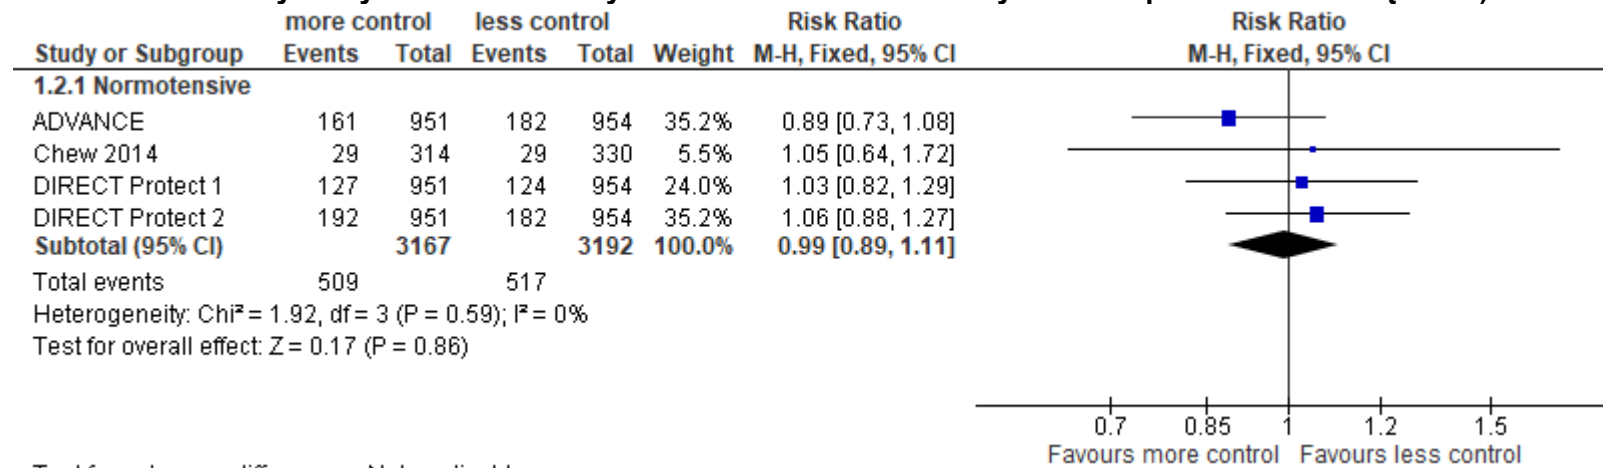 more control less control Risk Ratio Risk Ratio
Study or Subgroup Events Total Events Total Weight M-H, Fixed, 95% CI M-H, Fixed, 95% CI
1.2.1 Normotensive
ADVANCE 161 951 182 954 35.2% 0.89 [0.73, 1.08]
Chew 2014 29 314 29 330 5.5% 1.05 [0.64, 1.72]
DIRECT Protect 1 127 951 124 954 24.0% 1.03 [0.82, 1.29]
DIRECT Protect 2 192 951 182 954 35.2% 1.06 [0.88, 1.27]
Subtotal (95% CI) 3167 3192 100.0% 0.99 [0.89, 1.11]
Total events 509 517
Heterogeneity: Chi² = 1.92, df = 3 (P = 0.59); I² = 0%
Test for overall effect: Z = 0.17 (P = 0.86)
0.7 0.85 1 1.2 1.5
Favours more control Favours less control